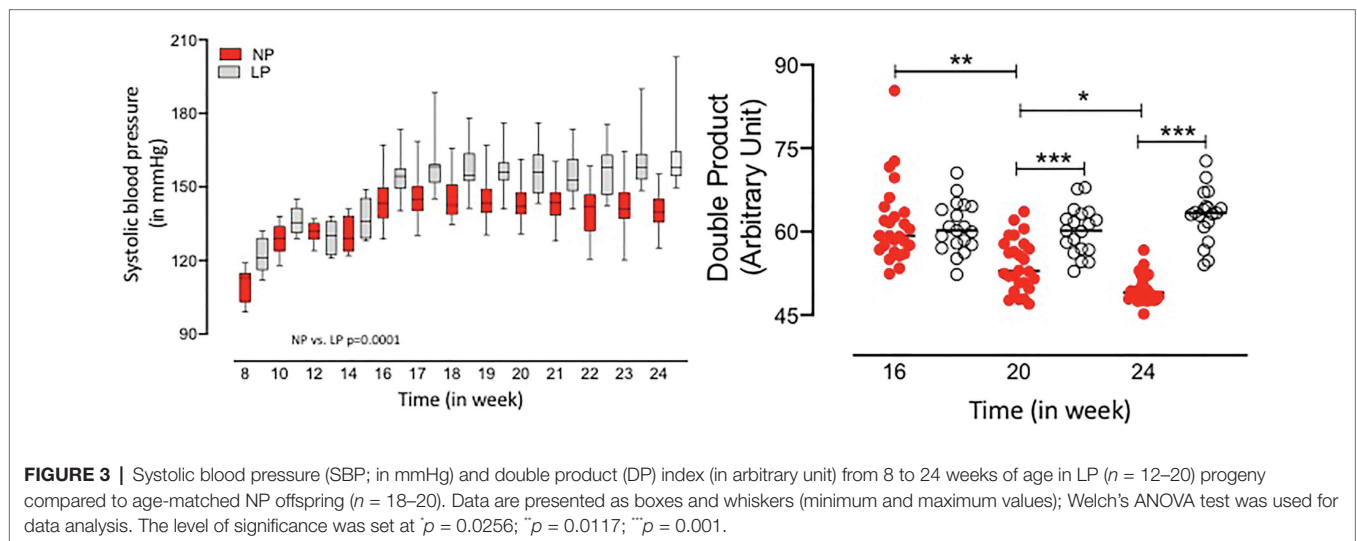 210
180
150
120
90
Systolic blood pressure
(in mmHg)
NP
LP
NP vs. LP p=0.0001
8 10 12 14 16 17 18 19 20 21 22 23 24
Time (in week)
90
75
60
45
Double Product
(Arbitrary Unit)
**
*
***
***
16 20 24
Time (in week)
FIGURE 3 | Systolic blood pressure (SBP; in mmHg) and double product (DP) index (in arbitrary unit) from 8 to 24 weeks of age in LP (n = 12–20) progeny
compared to age-matched NP offspring (n = 18–20). Data are presented as boxes and whiskers (minimum and maximum values); Welch's ANOVA test was used for
data analysis. The level of significance was set at *p = 0.0256; **p = 0.0117; ***p = 0.001.